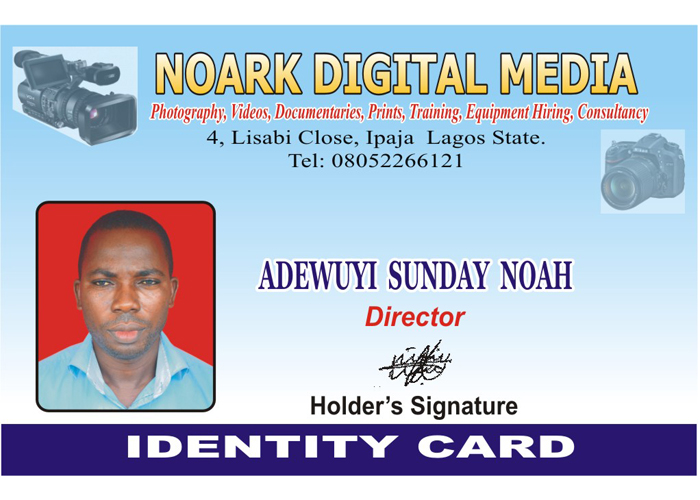 NOARK DIGITAL MEDIA
Photography, Videos, Documentaries, Prints, Training, Equipment Hiring, Consultancy
4, Lisabi Close, Ipaja Lagos State.
Tel: 08052266121
ADEWUYI SUNDAY NOAH
Director
Holder's Signature
IDENTITY CARD